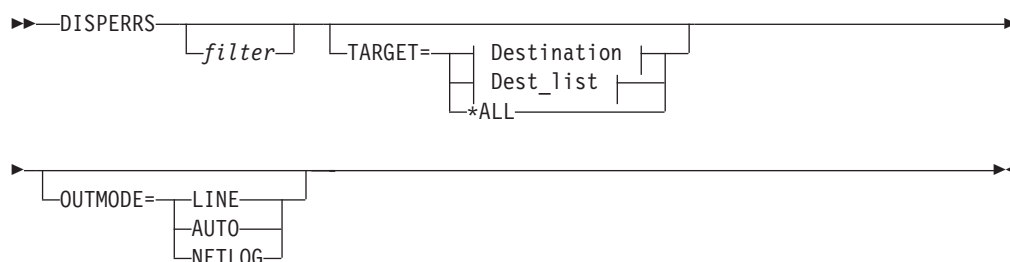 DISPERRS
filter
TARGET=
Destination
Dest_list
*ALL
OUTMODE=
LINE
AUTO
NETLOG